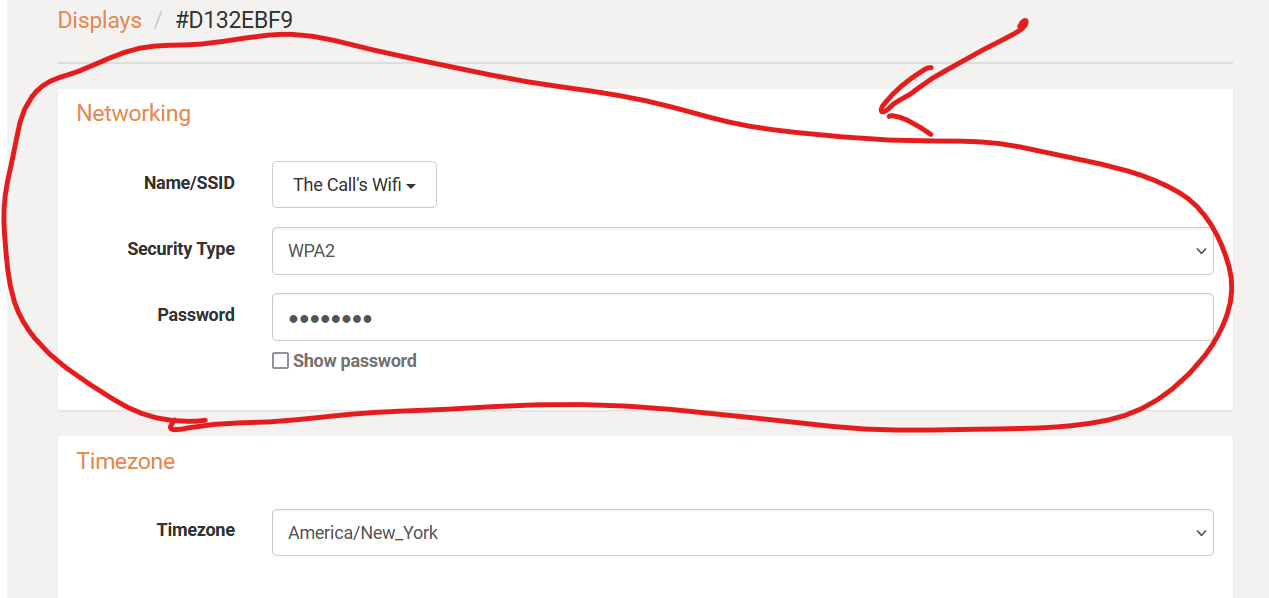 Displays / #D132EBF9
Networking
Name/SSID The Call's Wifi
Security Type WPA2
Password ●●●●●●●●
Show password
Timezone
Timezone America/New_York